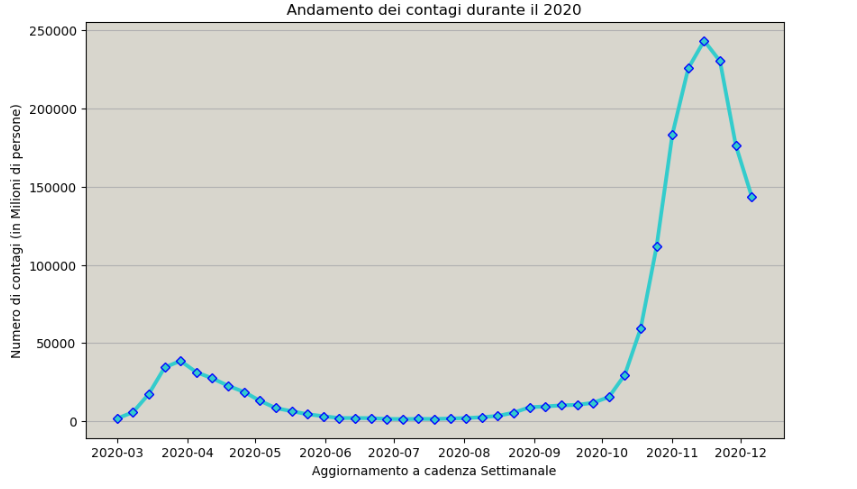 Andamento dei contagi durante il 2020
Numero di contagi (in Milioni di persone)
250000
200000
150000
100000
50000
0
2020-03 2020-04 2020-05 2020-06 2020-07 2020-08 2020-09 2020-10 2020-11 2020-12
Aggiornamento a cadenza Settimanale